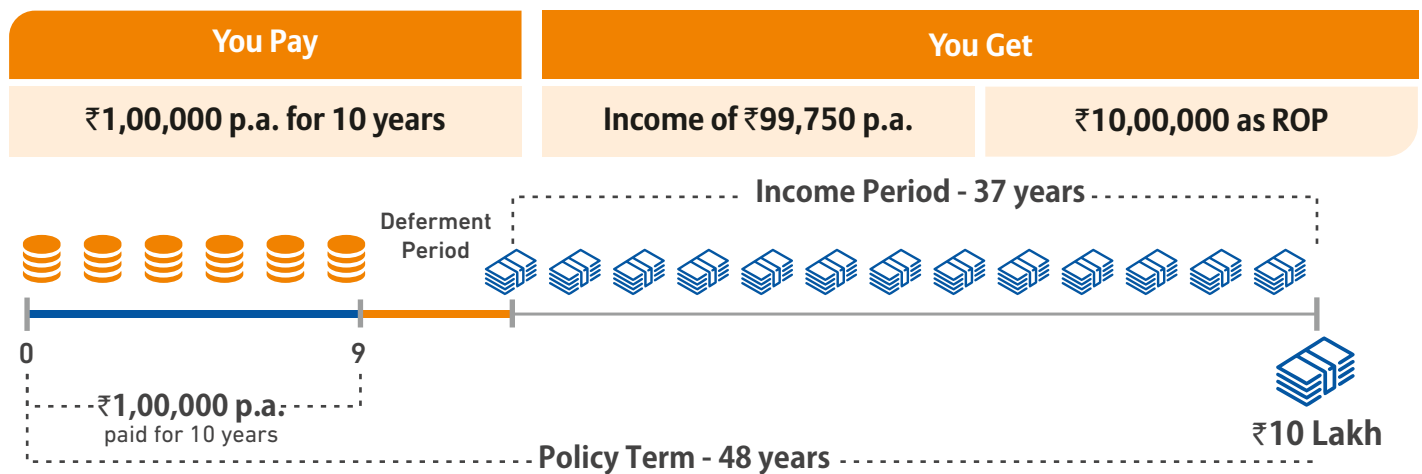 You Pay
You Get
₹1,00,000 p.a. for 10 years
Income of ₹99,750 p.a.
₹10,00,000 as ROP
Income Period - 37 years
Deferment
Period
0
9
₹1,00,000 p.a.
paid for 10 years
₹10 Lakh
Policy Term - 48 years